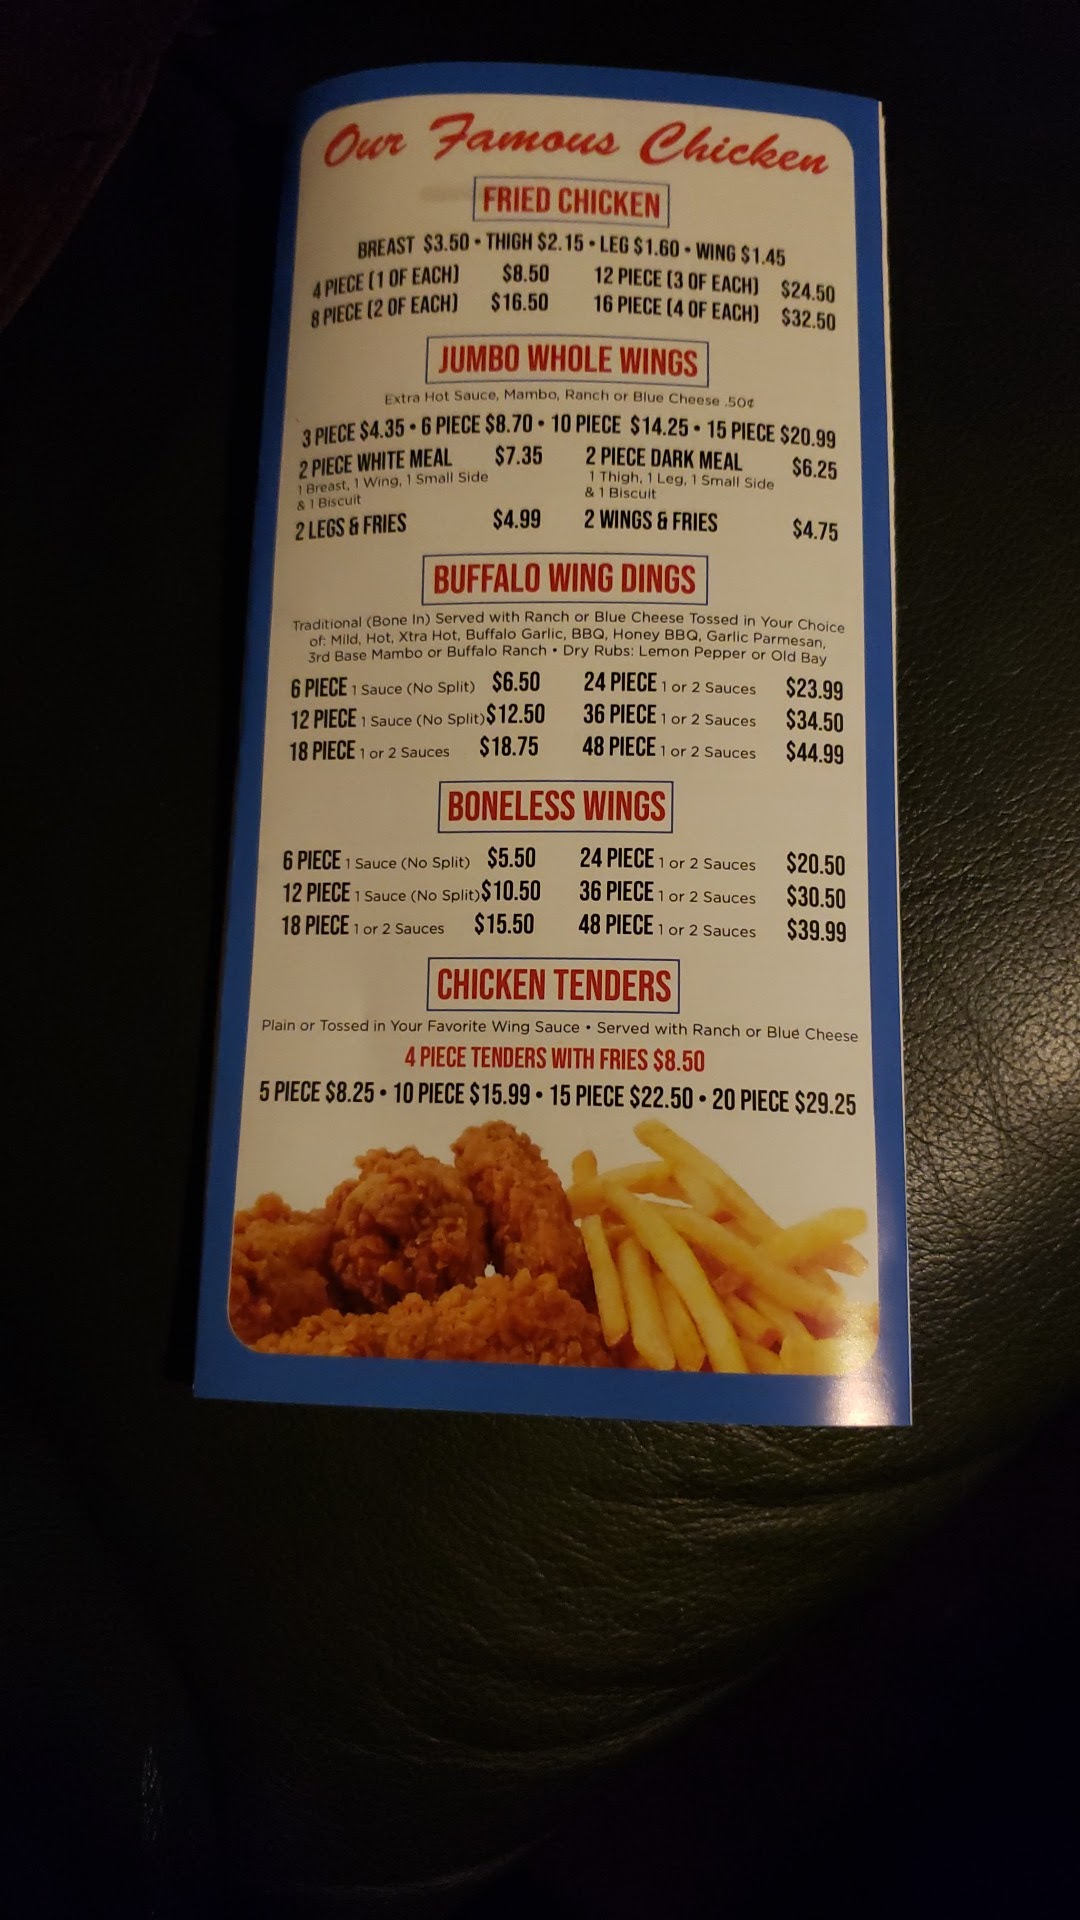 Our Famous Chicken
FRIED CHICKEN
BREAST $3.50 • THIGH $2.15 • LEG $1.60 • WING $1.45
4 PIECE (1 OF EACH) $8.50 12 PIECE (3 OF EACH) $24.50
8 PIECE (2 OF EACH) $16.50 16 PIECE (4 OF EACH) $32.50
JUMBO WHOLE WINGS
Extra Hot Sauce, Mambo, Ranch or Blue Cheese .50¢
3 PIECE $4.35 • 6 PIECE $8.70 • 10 PIECE $14.25 • 15 PIECE $20.99
2 PIECE WHITE MEAL $7.35 2 PIECE DARK MEAL $6.25
1 Breast, 1 Wing, 1 Small Side 1 Thigh, 1 Leg, 1 Small Side
& 1 Biscuit & 1 Biscuit
2 LEGS & FRIES $4.99 2 WINGS & FRIES $4.75
BUFFALO WING DINGS
Traditional (Bone In) Served with Ranch or Blue Cheese Tossed in Your Choice
of: Mild, Hot, Xtra Hot, Buffalo Garlic, BBQ, Honey BBQ, Garlic Parmesan,
3rd Base Mambo or Buffalo Ranch • Dry Rubs: Lemon Pepper or Old Bay
6 PIECE 1 Sauce (No Split) $6.50 24 PIECE 1 or 2 Sauces $23.99
12 PIECE 1 Sauce (No Split) $12.50 36 PIECE 1 or 2 Sauces $34.50
18 PIECE 1 or 2 Sauces $18.75 48 PIECE 1 or 2 Sauces $44.99
BONELESS WINGS
6 PIECE 1 Sauce (No Split) $5.50 24 PIECE 1 or 2 Sauces $20.50
12 PIECE 1 Sauce (No Split) $10.50 36 PIECE 1 or 2 Sauces $30.50
18 PIECE 1 or 2 Sauces $15.50 48 PIECE 1 or 2 Sauces $39.99
CHICKEN TENDERS
Plain or Tossed in Your Favorite Wing Sauce • Served with Ranch or Blue Cheese
4 PIECE TENDERS WITH FRIES $8.50
5 PIECE $8.25 • 10 PIECE $15.99 • 15 PIECE $22.50 • 20 PIECE $29.25